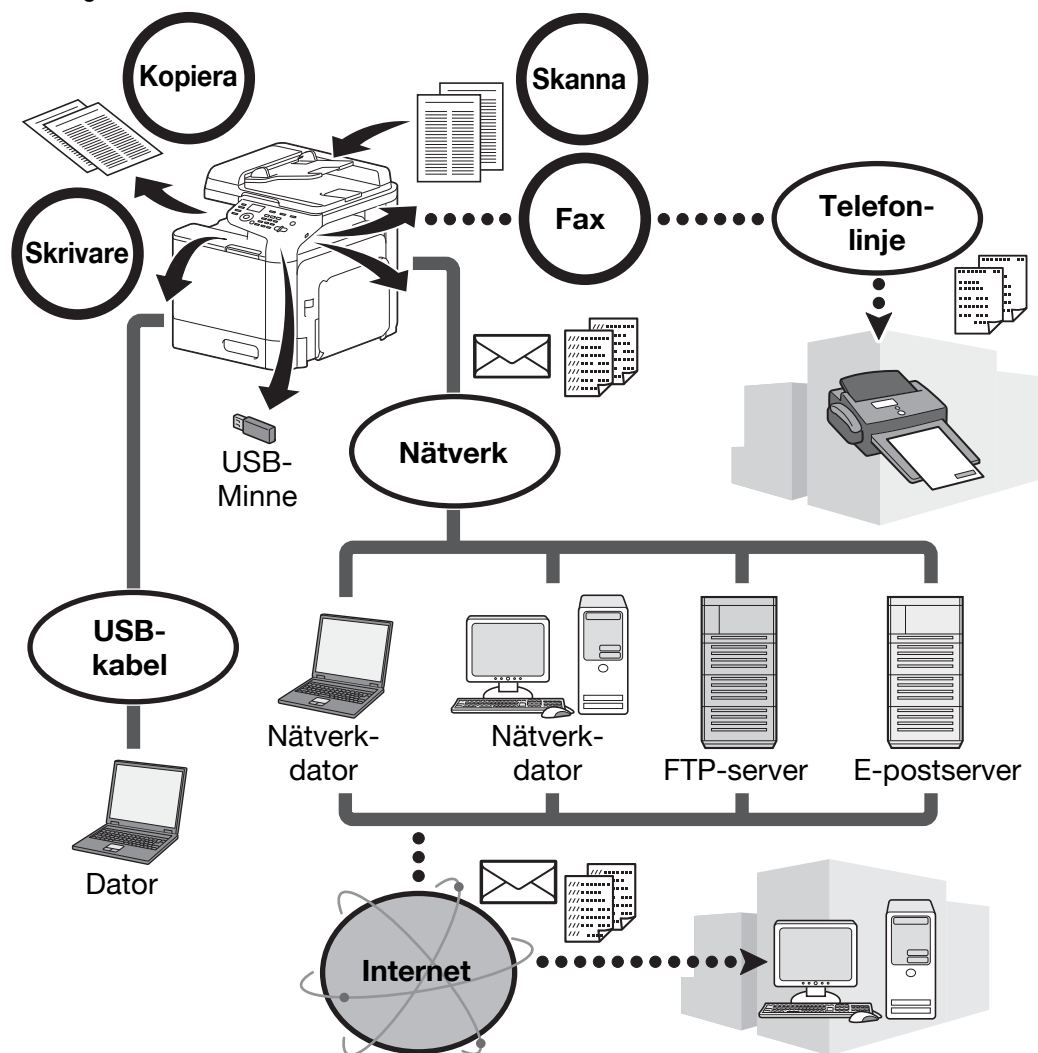 Kopiera
Skanna
Skrivare
Fax
Telefon-
linje
USB-
Minne
Nätverk
USB-
kabel
Nätverk-
dator
Nätverk-
dator
FTP-server
E-postserver
Dator
Internet